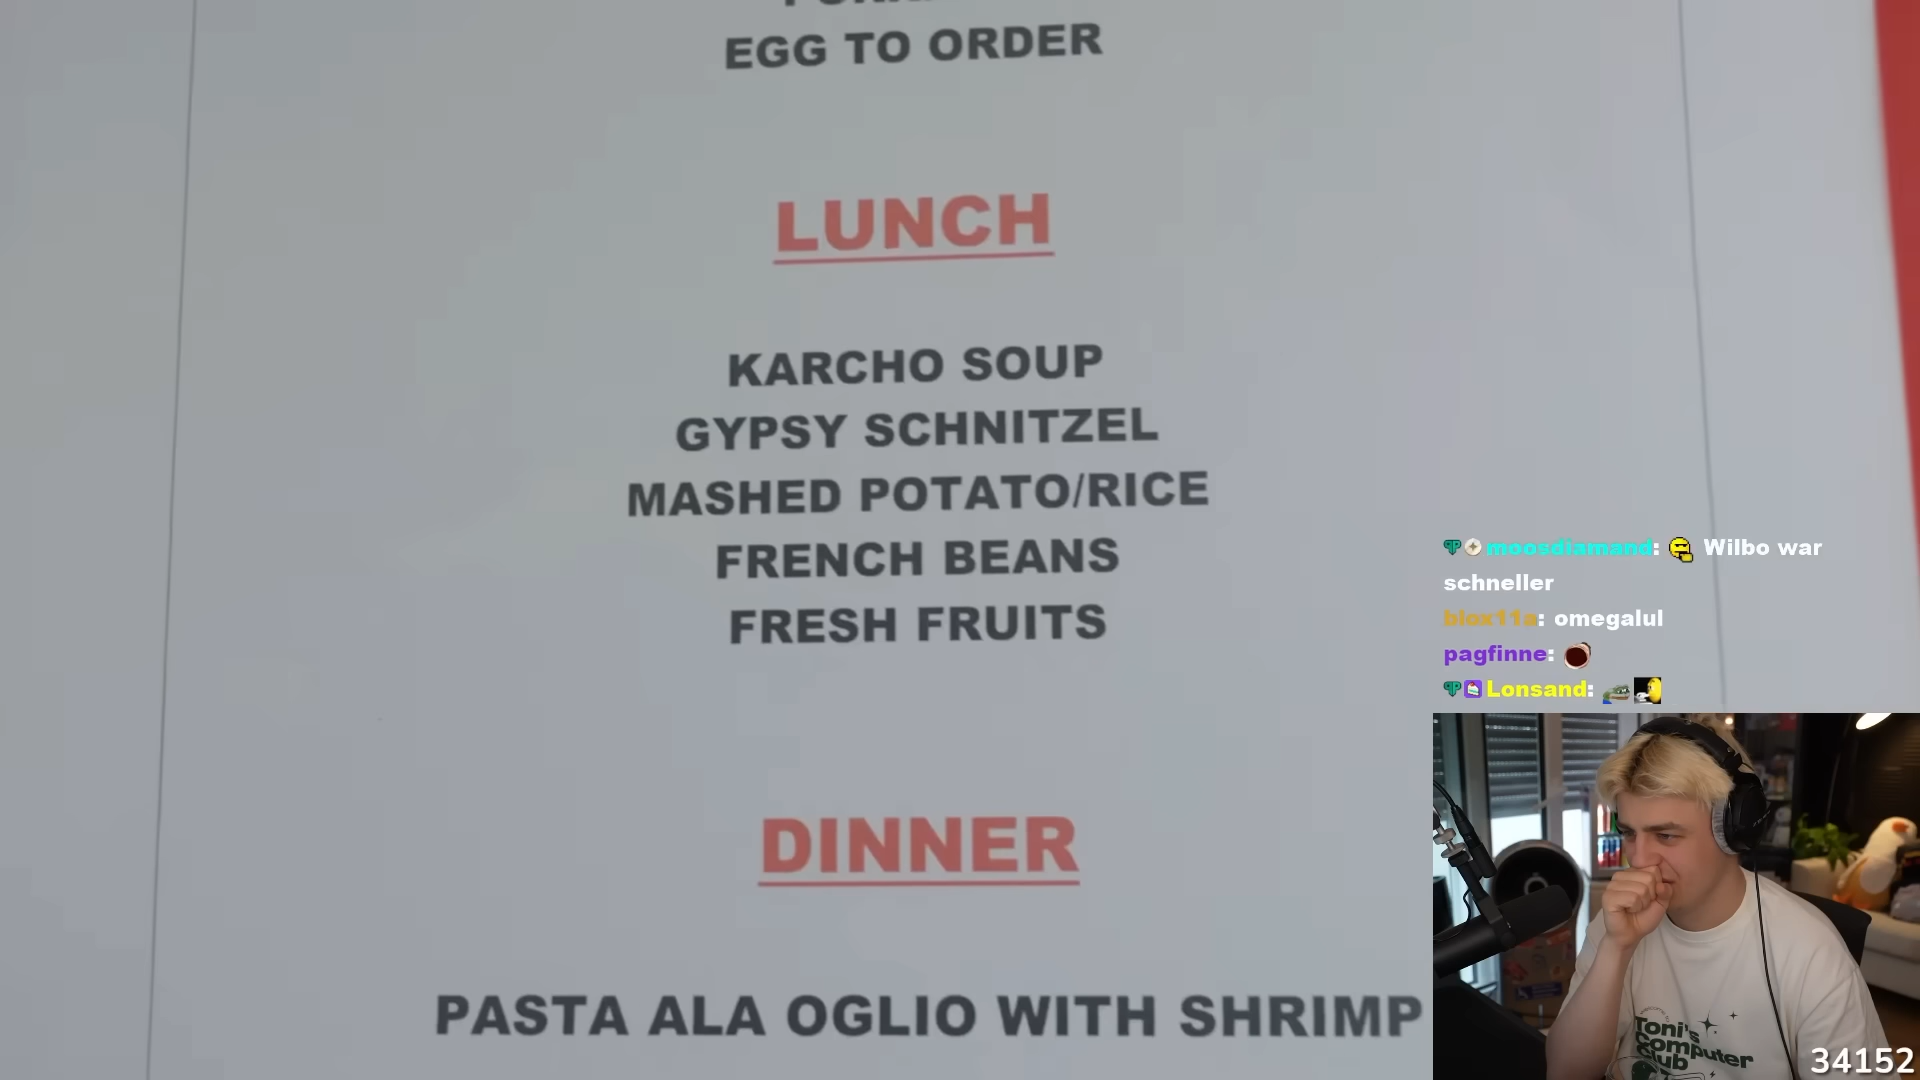 EGG TO ORDER
LUNCH
KARCHO SOUP
GYPSY SCHNITZEL
MASHED POTATO/RICE
FRENCH BEANS
FRESH FRUITS
DINNER
PASTA ALA OGLIO WITH SHRIMP
moosdiamand: Wilbo war
schneller
blox11a: omegalul
pagfinne:
Lonsand:
Toni's
Computer
Club
34152